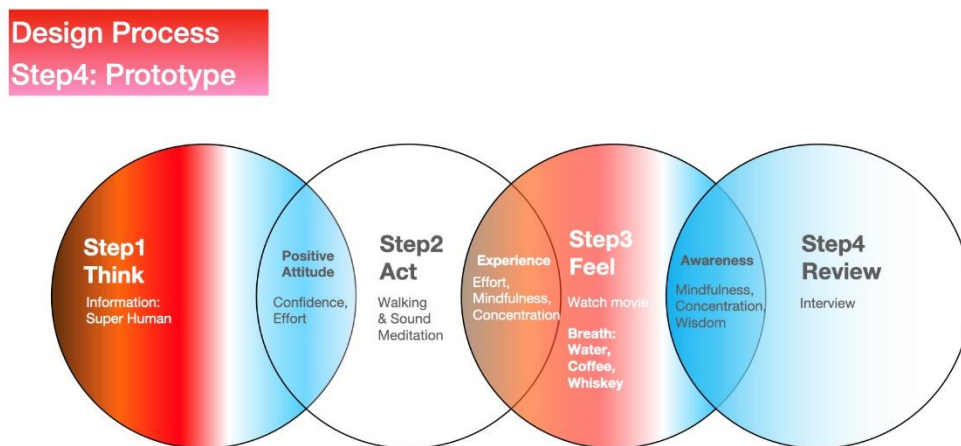 Design Process
Step4: Prototype
Step1
Think
Information:
Super Human
Positive
Attitude
Confidence,
Effort
Step2
Act
Walking
& Sound
Meditation
Experience
Effort,
Mindfulness,
Concentration
Step3
Feel
Watch movie
Breath:
Water,
Coffee,
Whiskey
Awareness
Mindfulness,
Concentration,
Wisdom
Step4
Review
Interview